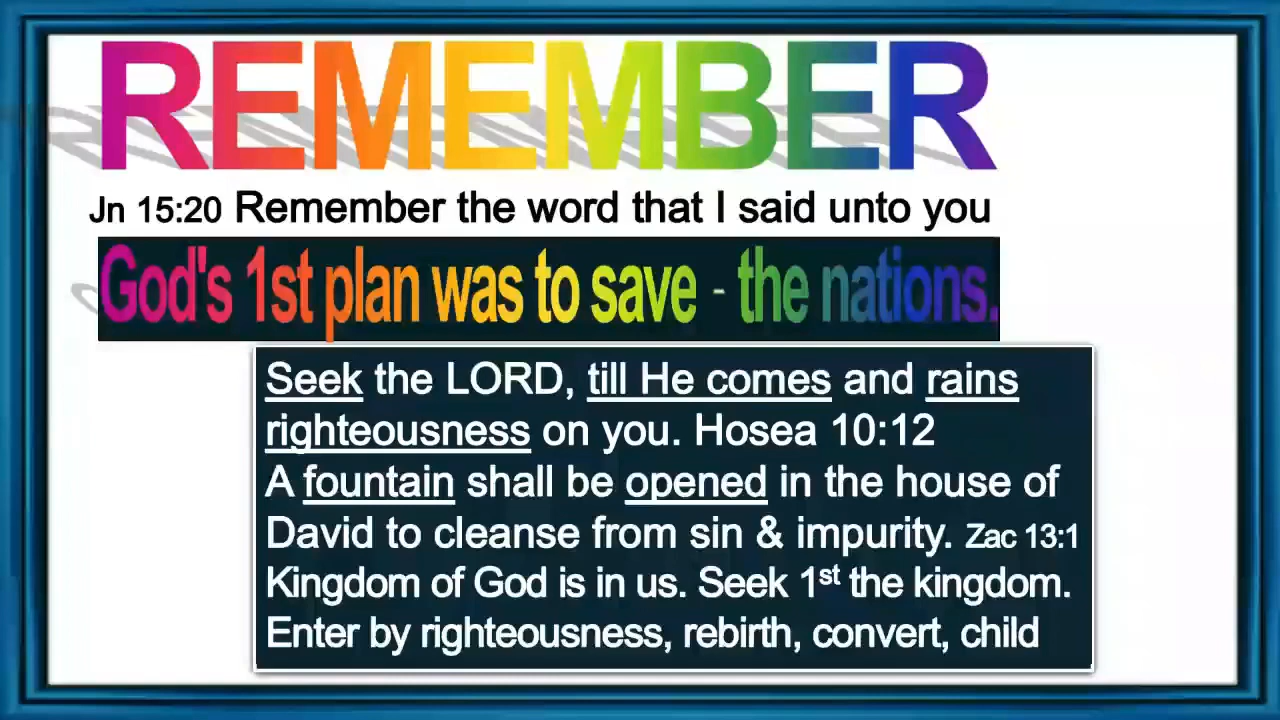 REMEMBER
Jn 15:20 Remember the word that I said unto you
God's 1st plan was to save - the nations.
Seek the LORD, till He comes and rains
righteousness on you. Hosea 10:12
A fountain shall be opened in the house of
David to cleanse from sin & impurity. Zac 13:1
Kingdom of God is in us. Seek 1st the kingdom.
Enter by righteousness, rebirth, convert, child